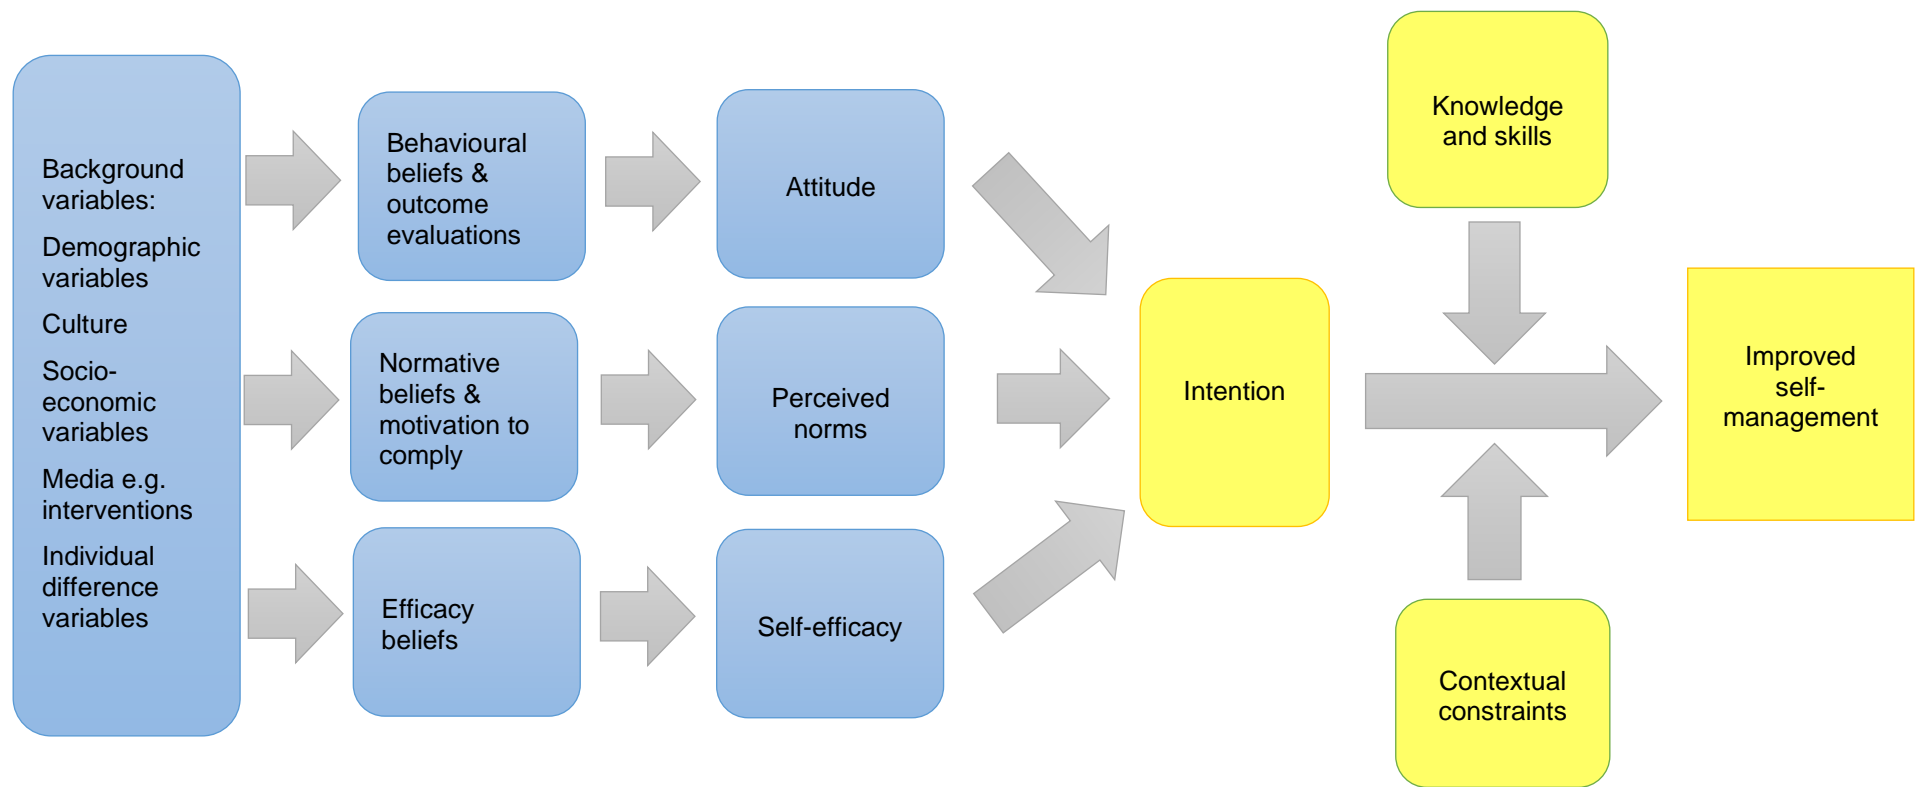 Background
variables:
Demographic
variables
Culture
Socio-
economic
variables
Media e.g.
interventions
Individual
difference
variables
Behavioural
beliefs &
outcome
evaluations
Attitude
Normative
beliefs &
motivation to
comply
Perceived
norms
Efficacy
beliefs
Self-efficacy
Intention
Knowledge
and skills
Contextual
constraints
Improved
self-
management